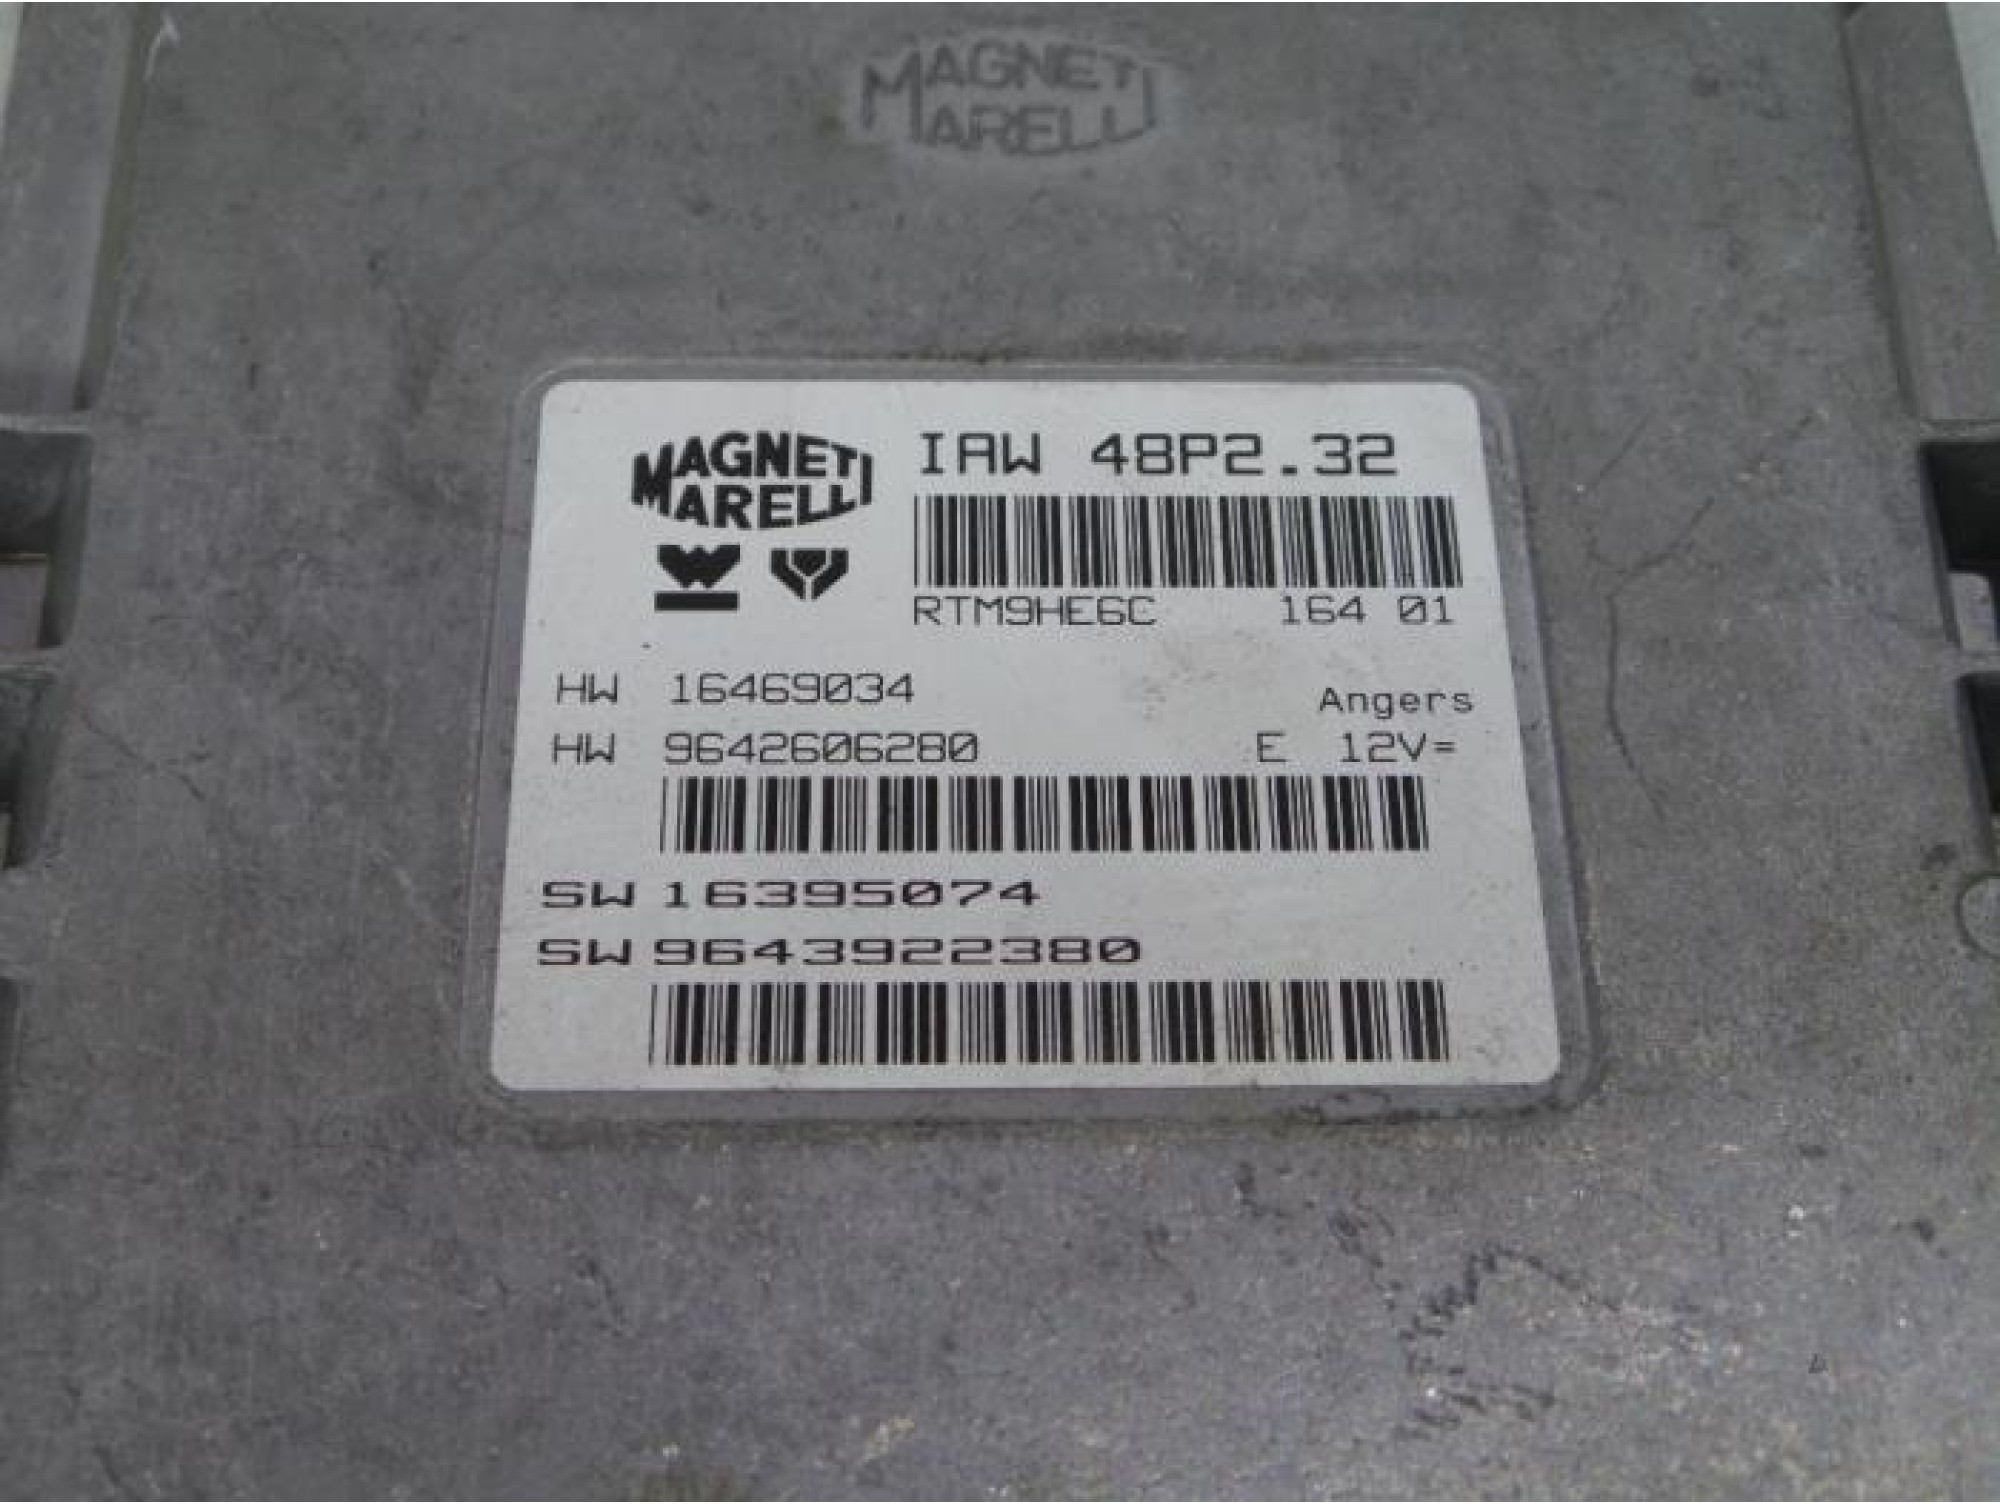 MAGNETI
MARELLI
MAGNETI
MARELLI
IAW 48P2.32
RTM9HE6C 164 01
HW 16469034 Angers
HW 9642606280 E 12V=
SW 16395074
SW 9643922380